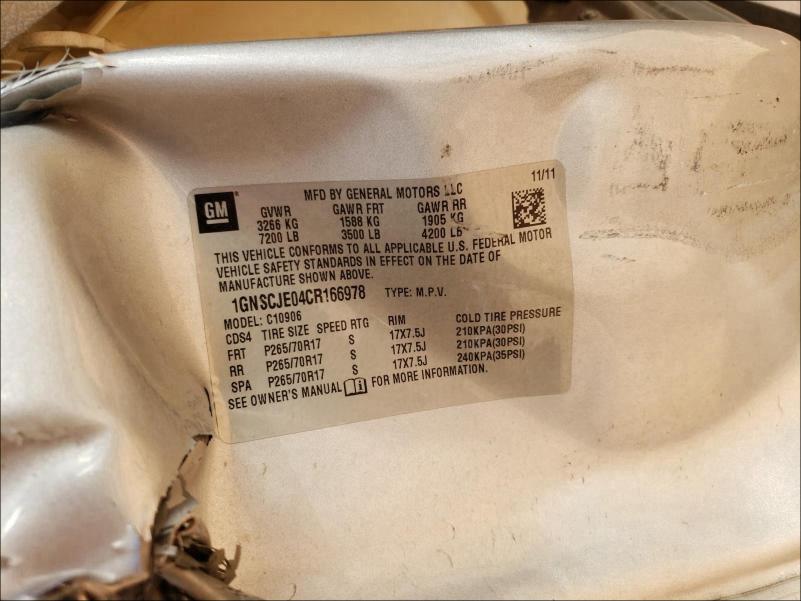 11/11
GM
MFD BY GENERAL MOTORS LLC
GVWR GAWR FRT GAWR RR
3266 KG 1588 KG 1905 KG
7200 LB 3500 LB 4200 LB
THIS VEHICLE CONFORMS TO ALL APPLICABLE U.S. FEDERAL MOTOR
VEHICLE SAFETY STANDARDS IN EFFECT ON THE DATE OF
MANUFACTURE SHOWN ABOVE.
1GNSCJE04CR166978 TYPE: M.P.V.
MODEL: C10906
CDS4 TIRE SIZE SPEED RTG RIM COLD TIRE PRESSURE
FRT P265/70R17 S 17X7.5J 210KPA(30PSI)
RR P265/70R17 S 17X7.5J 210KPA(30PSI)
SPA P265/70R17 S 17X7.5J 240KPA(35PSI)
SEE OWNER'S MANUAL FOR MORE INFORMATION.